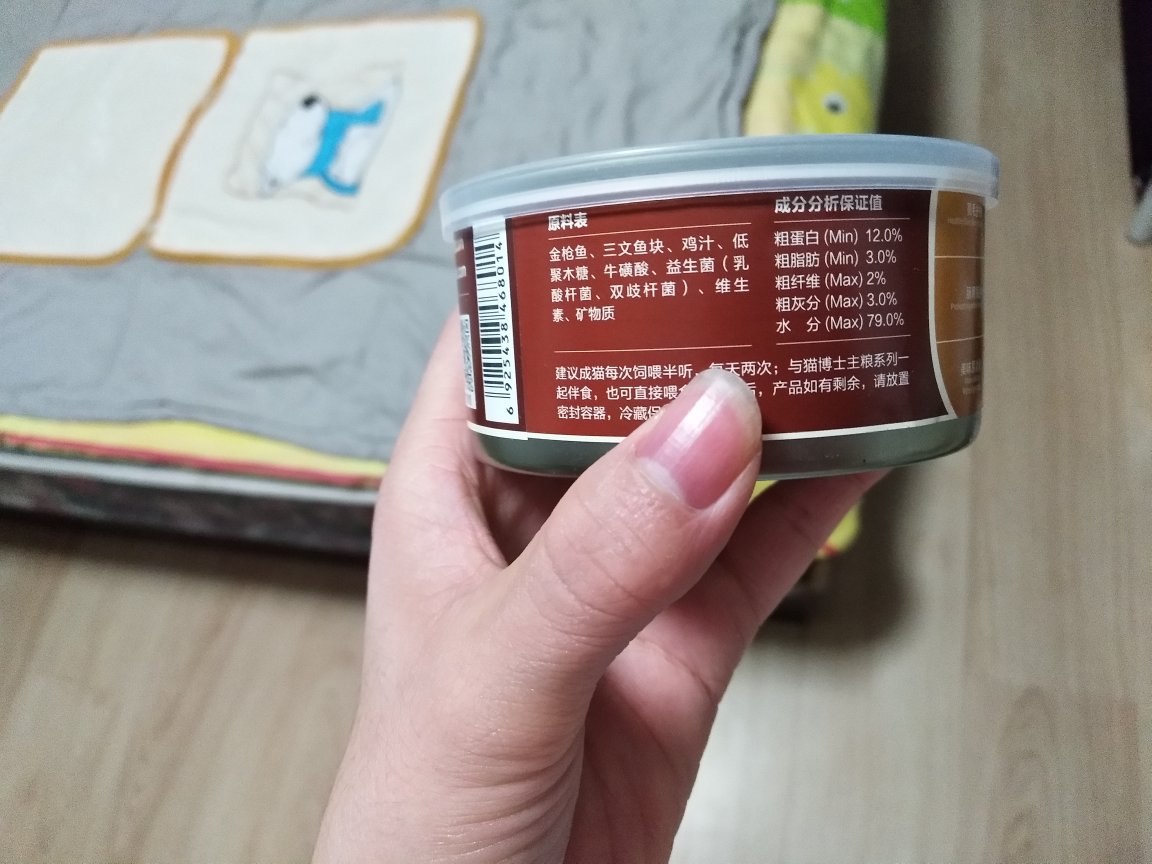 原料表
金枪鱼、三文鱼块、鸡汁、低
聚木糖、牛磺酸、益生菌（乳
酸杆菌、双歧杆菌）、维生
素、矿物质
成分分析保证值
粗蛋白 (Min) 12.0%
粗脂肪 (Min) 3.0%
粗纤维 (Max) 2%
粗灰分 (Max) 3.0%
水 分 (Max) 79.0%
建议成猫每次饲喂半听，每天两次；与猫博士主粮系列一
起伴食，也可直接喂 后，产品如有剩余，请放置
密封容器，冷藏
6 925438 468014